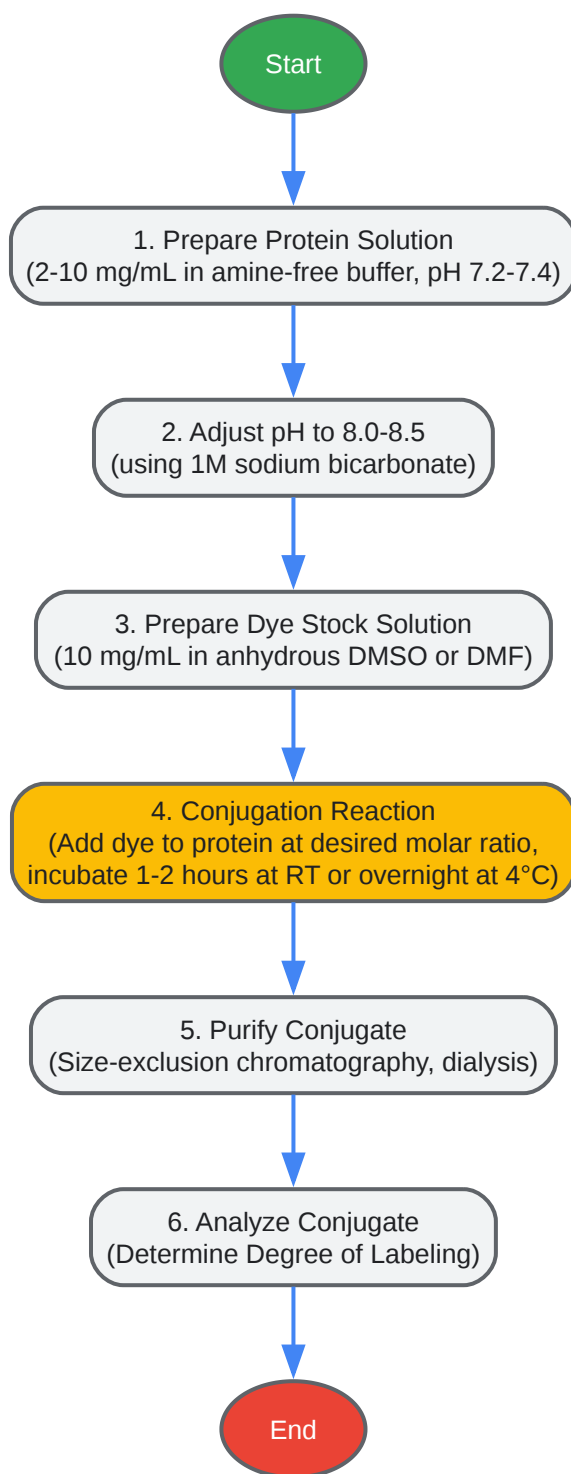 Start
1. Prepare Protein Solution
(2-10 mg/mL in amine-free buffer, pH 7.2-7.4)
2. Adjust pH to 8.0-8.5
(using 1M sodium bicarbonate)
3. Prepare Dye Stock Solution
(10 mg/mL in anhydrous DMSO or DMF)
4. Conjugation Reaction
(Add dye to protein at desired molar ratio,
incubate 1-2 hours at RT or overnight at 4°C)
5. Purify Conjugate
(Size-exclusion chromatography, dialysis)
6. Analyze Conjugate
(Determine Degree of Labeling)
End